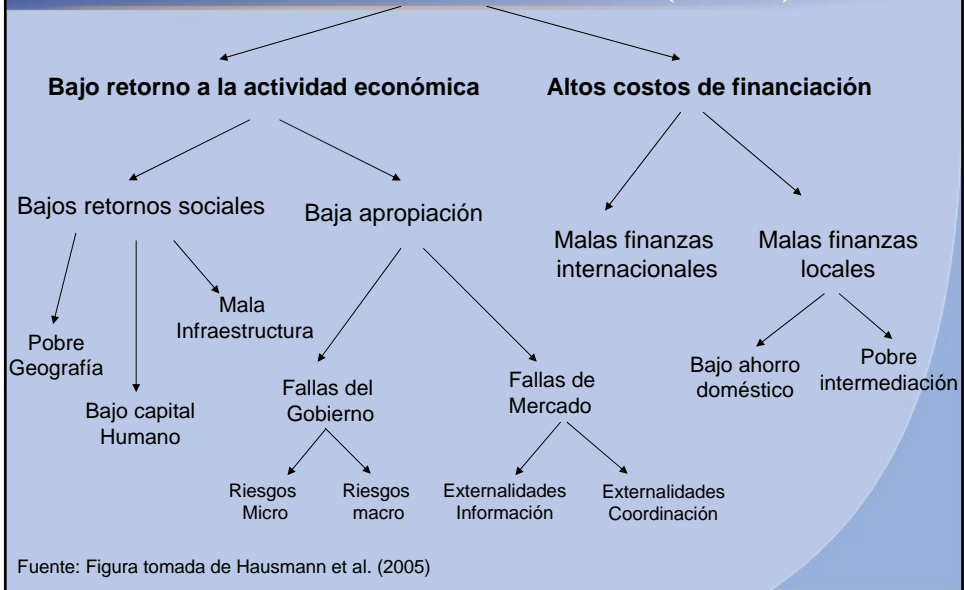 Bajo retorno a la actividad económica
Altos costos de financiación
Bajos retornos sociales
Baja apropiación
Malas finanzas
internacionales
Malas finanzas
locales
Mala
Infraestructura
Pobre
Geografía
Bajo capital
Humano
Fallas del
Gobierno
Fallas de
Mercado
Bajo ahorro
doméstico
Pobre
intermediación
Riesgos
Micro
Riesgos
macro
Externalidades
Información
Externalidades
Coordinación
Fuente: Figura tomada de Hausmann et al. (2005)